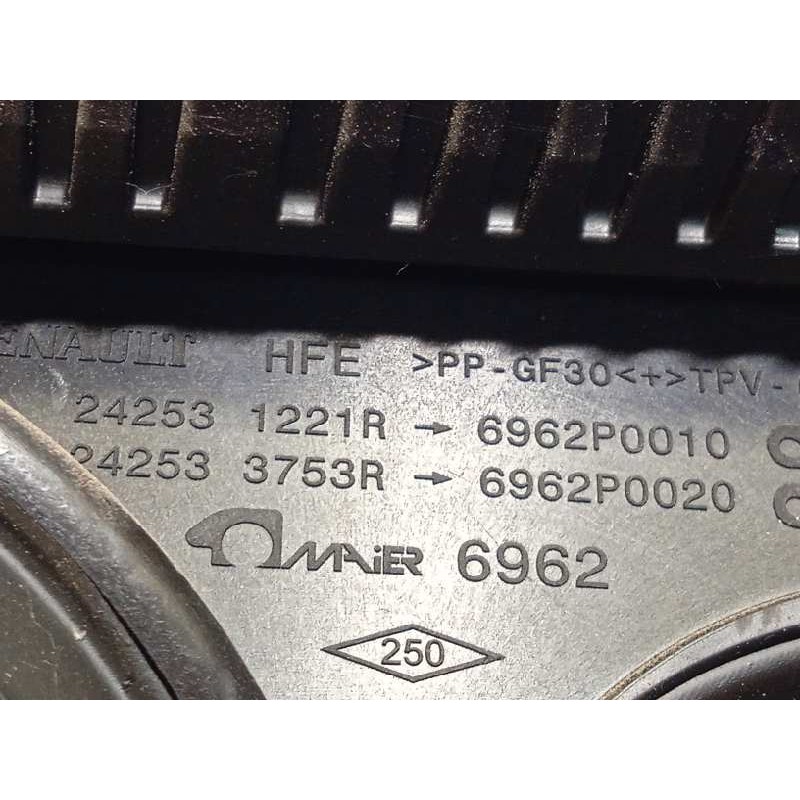 RENAULT HFE >PP-GF30<+>TPV-
24253 1221R → 6962P0010
24253 3753R → 6962P0020
MAIER 6962
250